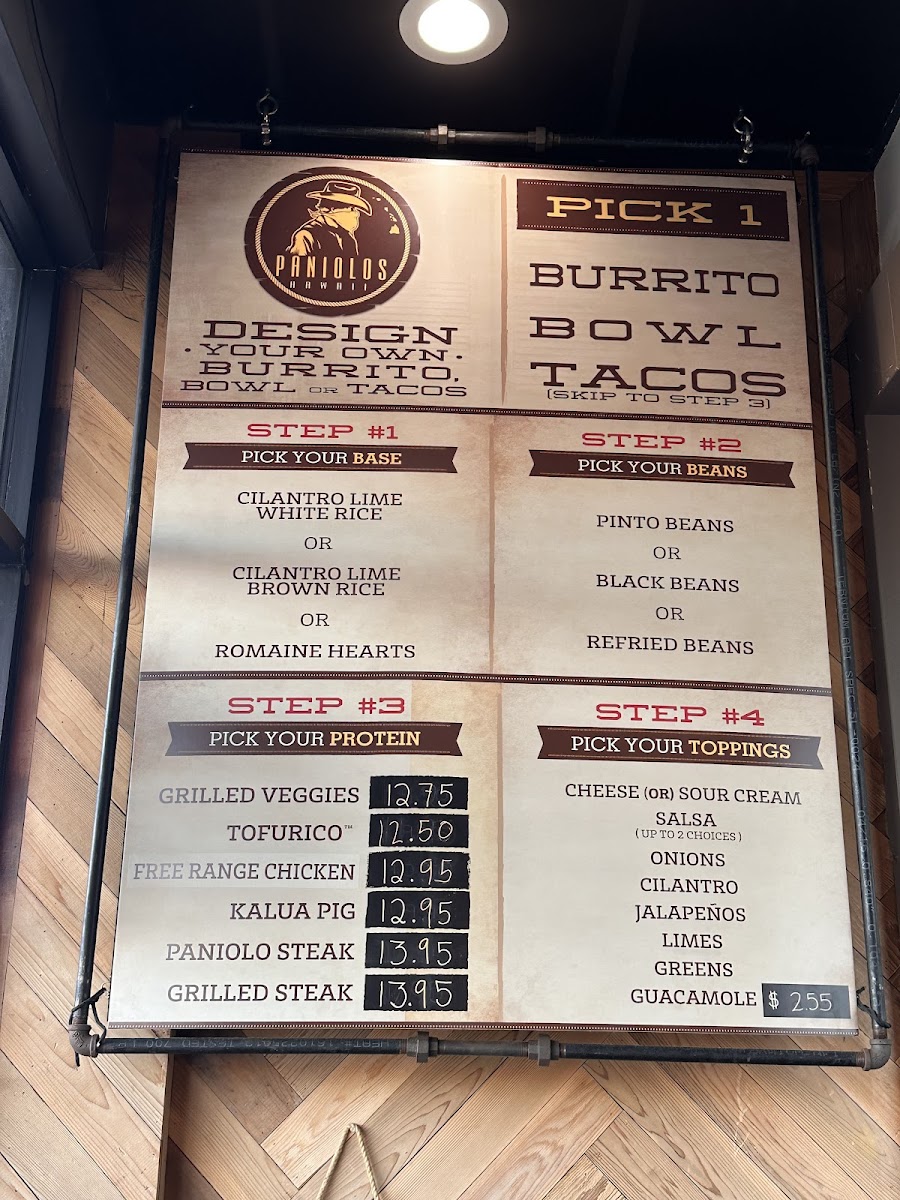 PANIOLOS
HAWAII
DESIGN
· YOUR OWN ·
BURRITO,
BOWL OR TACOS
PICK 1
BURRITO
BOWL
TACOS
(SKIP TO STEP 3)
STEP #1
PICK YOUR BASE
CILANTRO LIME
WHITE RICE
OR
CILANTRO LIME
BROWN RICE
OR
ROMAINE HEARTS
STEP #2
PICK YOUR BEANS
PINTO BEANS
OR
BLACK BEANS
OR
REFRIED BEANS
STEP #3
PICK YOUR PROTEIN
GRILLED VEGGIES 12.75
TOFURICO™ 12.50
FREE RANGE CHICKEN 12.95
KALUA PIG 12.95
PANIOLO STEAK 13.95
GRILLED STEAK 13.95
STEP #4
PICK YOUR TOPPINGS
CHEESE (OR) SOUR CREAM
SALSA
( UP TO 2 CHOICES )
ONIONS
CILANTRO
JALAPEÑOS
LIMES
GREENS
GUACAMOLE $ 2.55